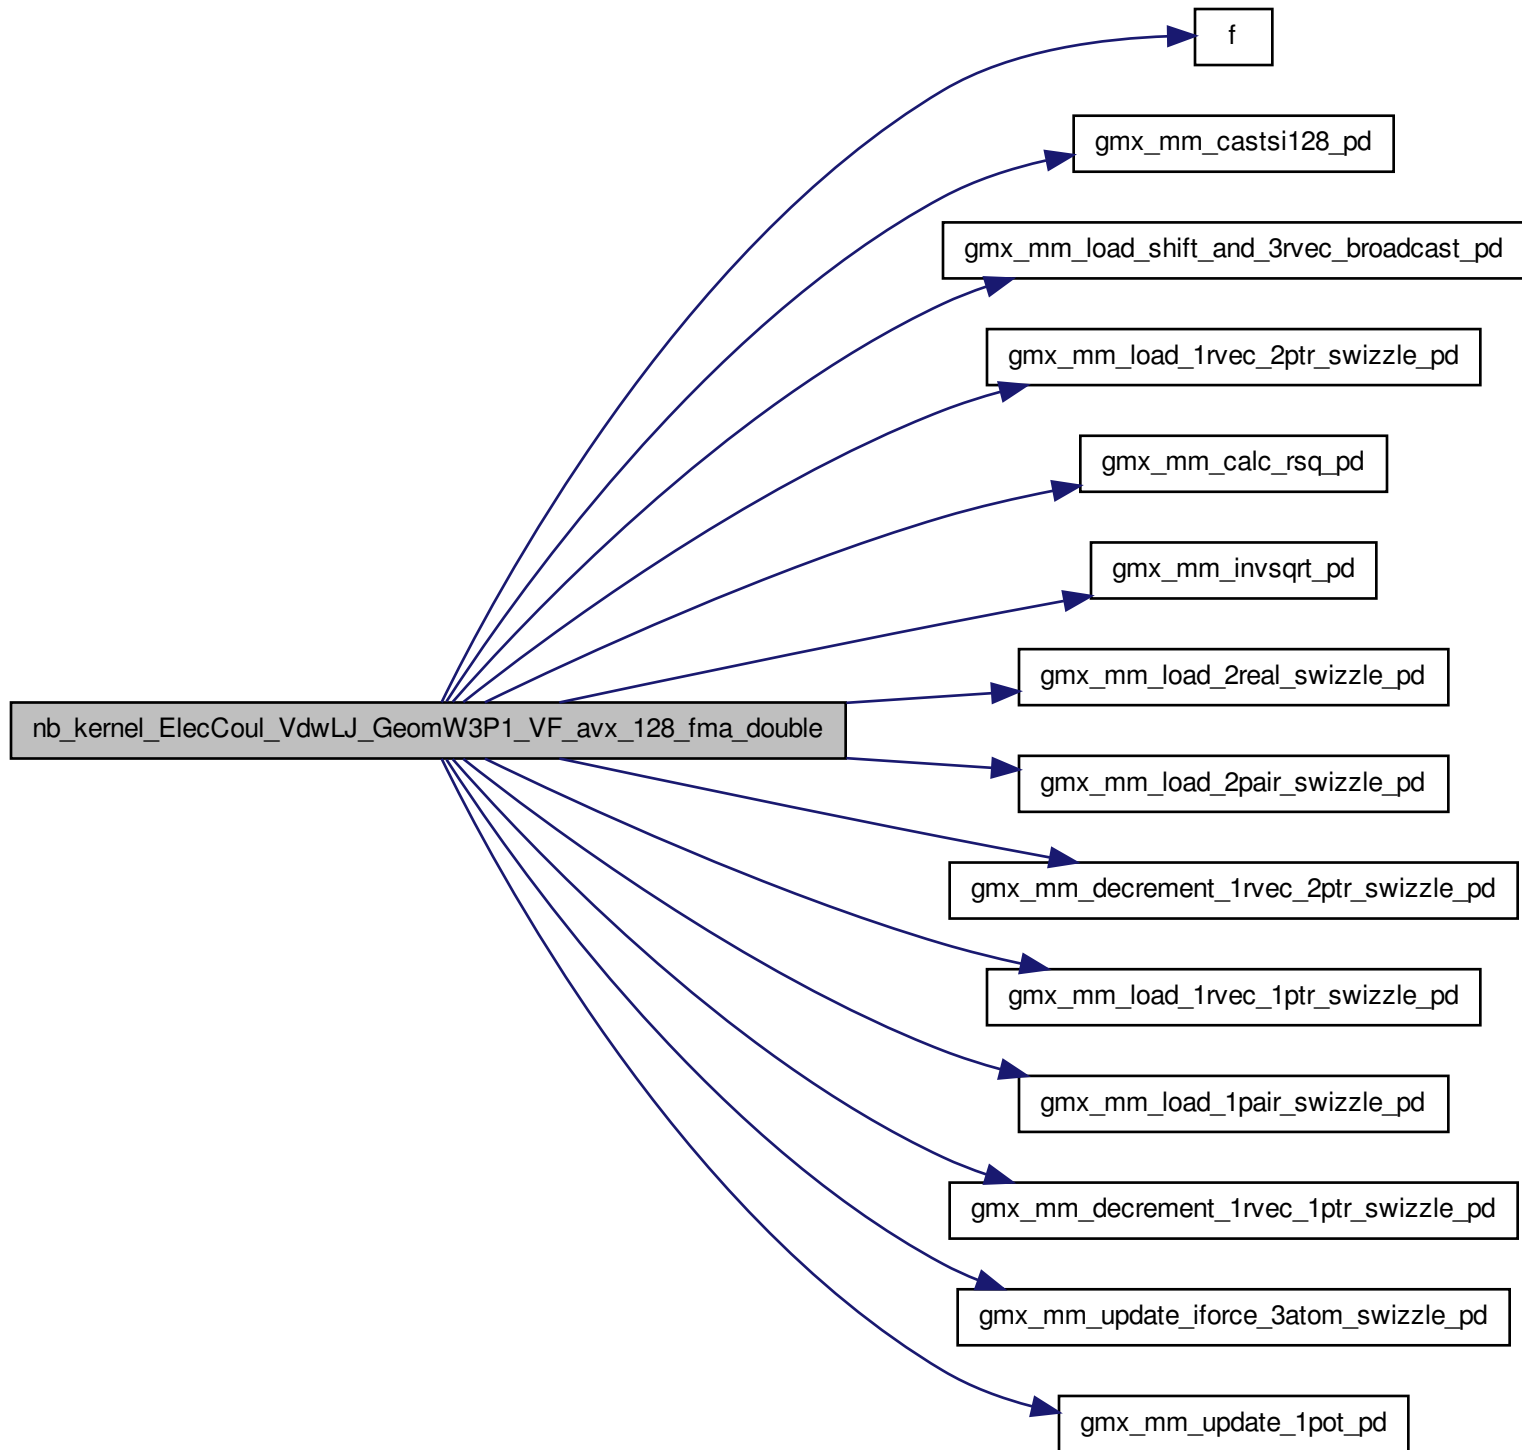 f
gmx_mm_castsi128_pd
gmx_mm_load_shift_and_3rvec_broadcast_pd
gmx_mm_load_1rvec_2ptr_swizzle_pd
gmx_mm_calc_rsq_pd
gmx_mm_invsqrt_pd
gmx_mm_load_2real_swizzle_pd
nb_kernel_ElecCoul_VdwLJ_GeomW3P1_VF_avx_128_fma_double
gmx_mm_load_2pair_swizzle_pd
gmx_mm_decrement_1rvec_2ptr_swizzle_pd
gmx_mm_load_1rvec_1ptr_swizzle_pd
gmx_mm_load_1pair_swizzle_pd
gmx_mm_decrement_1rvec_1ptr_swizzle_pd
gmx_mm_update_iforce_3atom_swizzle_pd
gmx_mm_update_1pot_pd